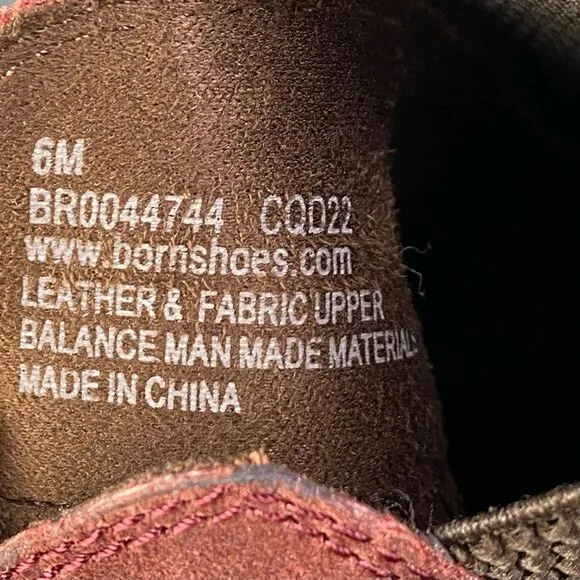 6M
BR0044744 CQD22
www.bornshoes.com
LEATHER & FABRIC UPPER
BALANCE MAN MADE MATERIALS
MADE IN CHINA